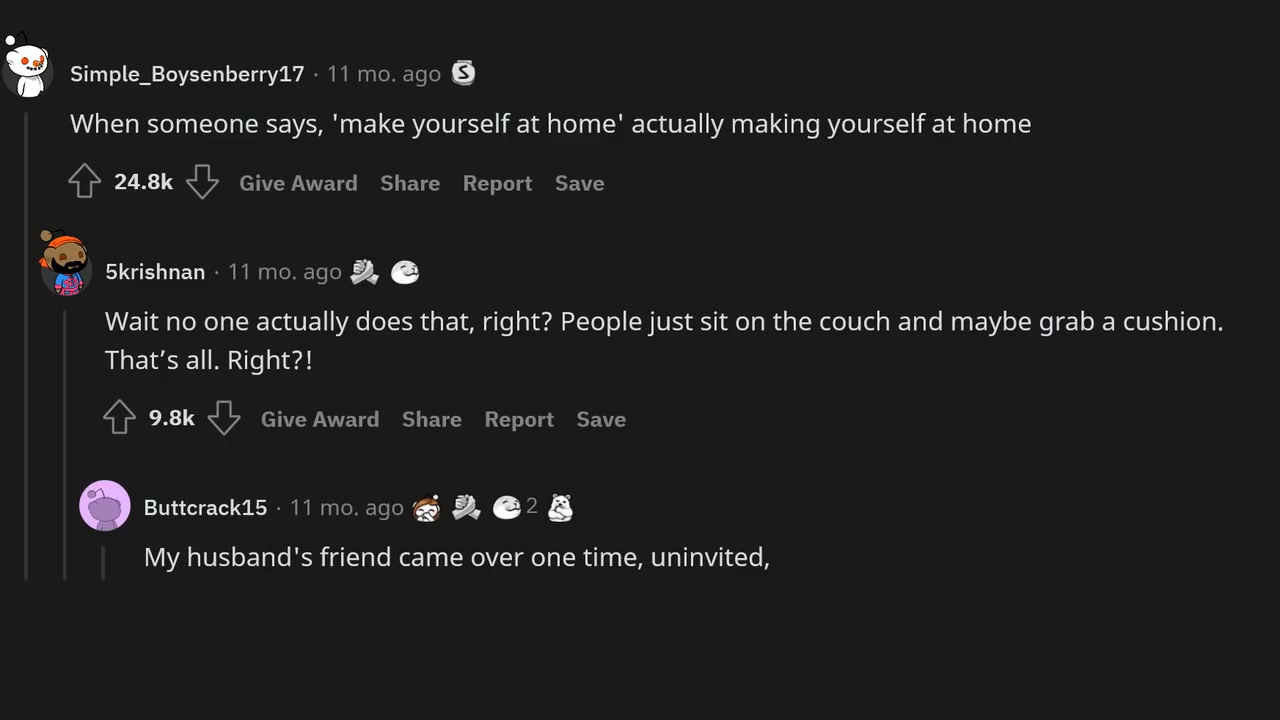 Simple_Boysenberry17 · 11 mo. ago
When someone says, 'make yourself at home' actually making yourself at home
24.8k Give Award Share Report Save
5krishnan · 11 mo. ago
Wait no one actually does that, right? People just sit on the couch and maybe grab a cushion.
That’s all. Right?!
9.8k Give Award Share Report Save
Buttcrack15 · 11 mo. ago 2
My husband's friend came over one time, uninvited,